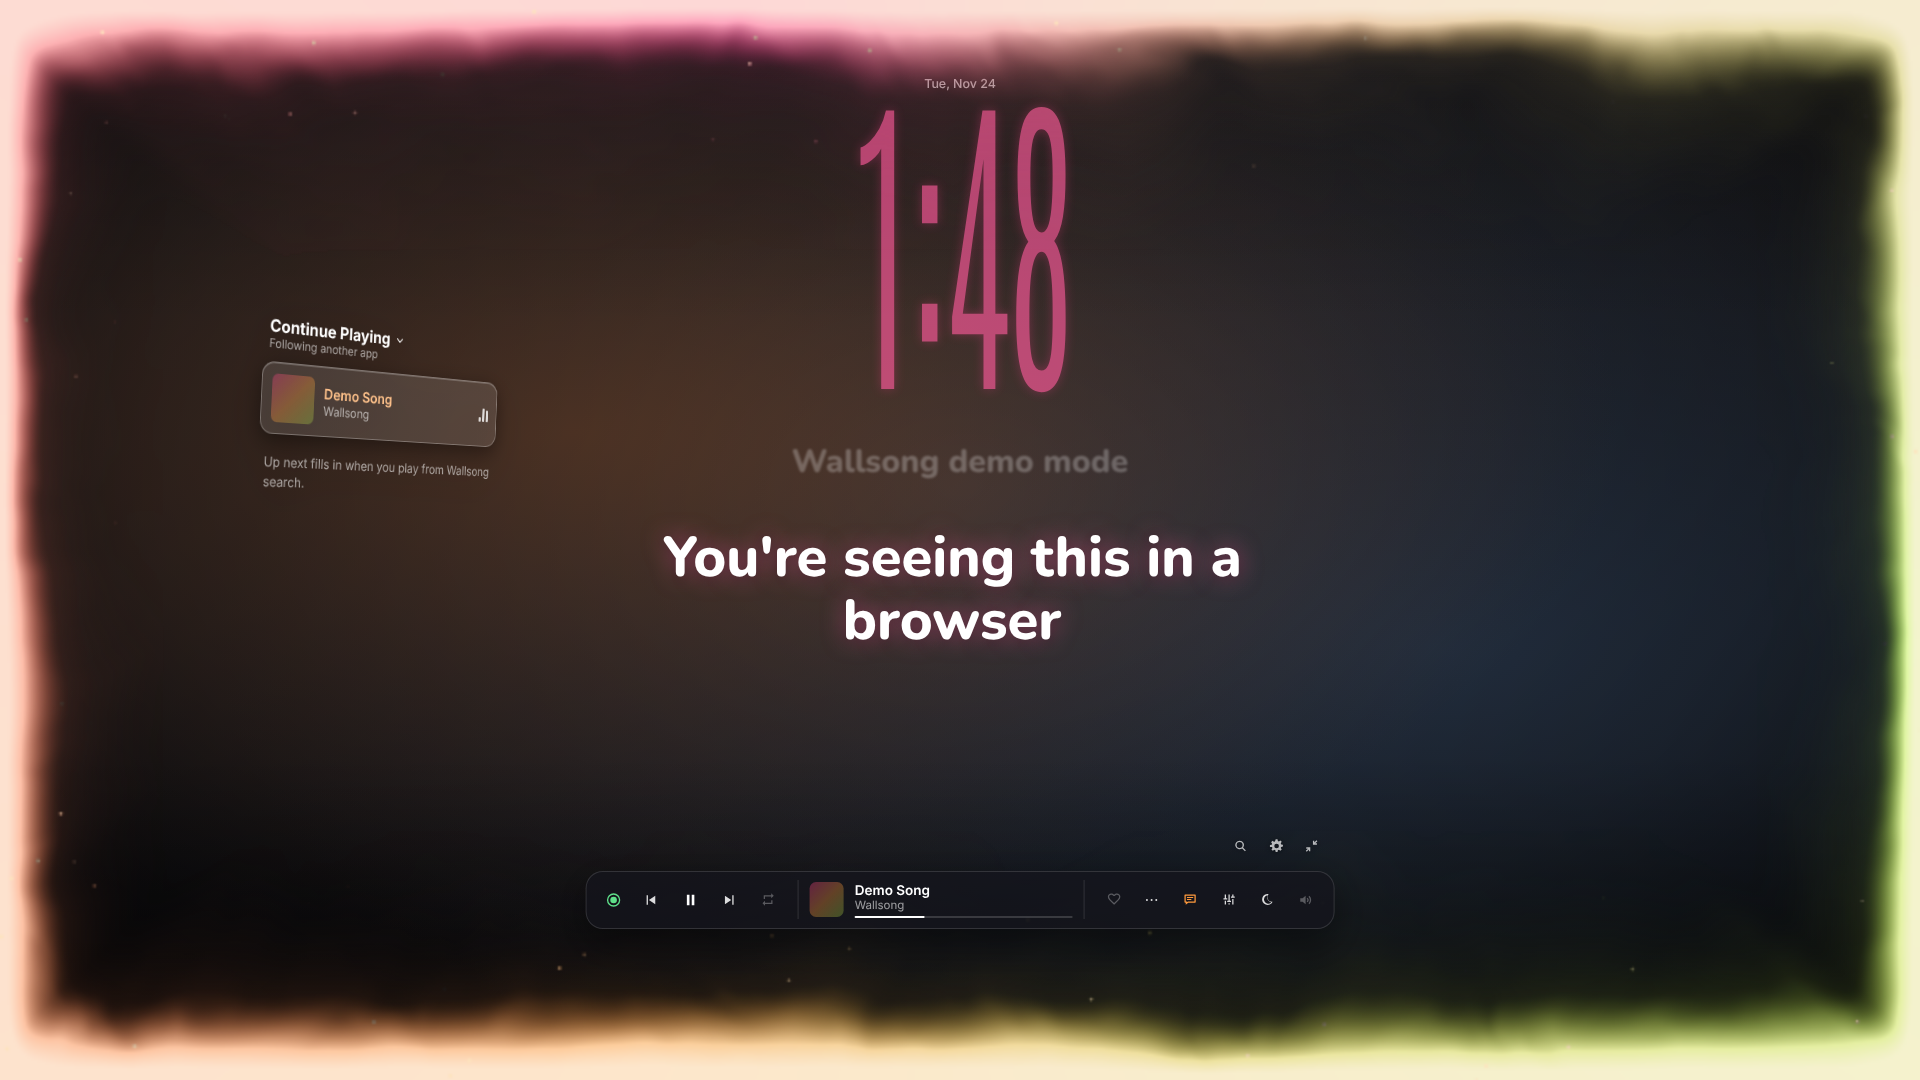 Tue, Nov 24
1:48
Continue Playing
Following another app
Demo Song
Wallsong
Up next fills in when you play from Wallsong
search.
Wallsong demo mode
You're seeing this in a
browser
Demo Song
Wallsong